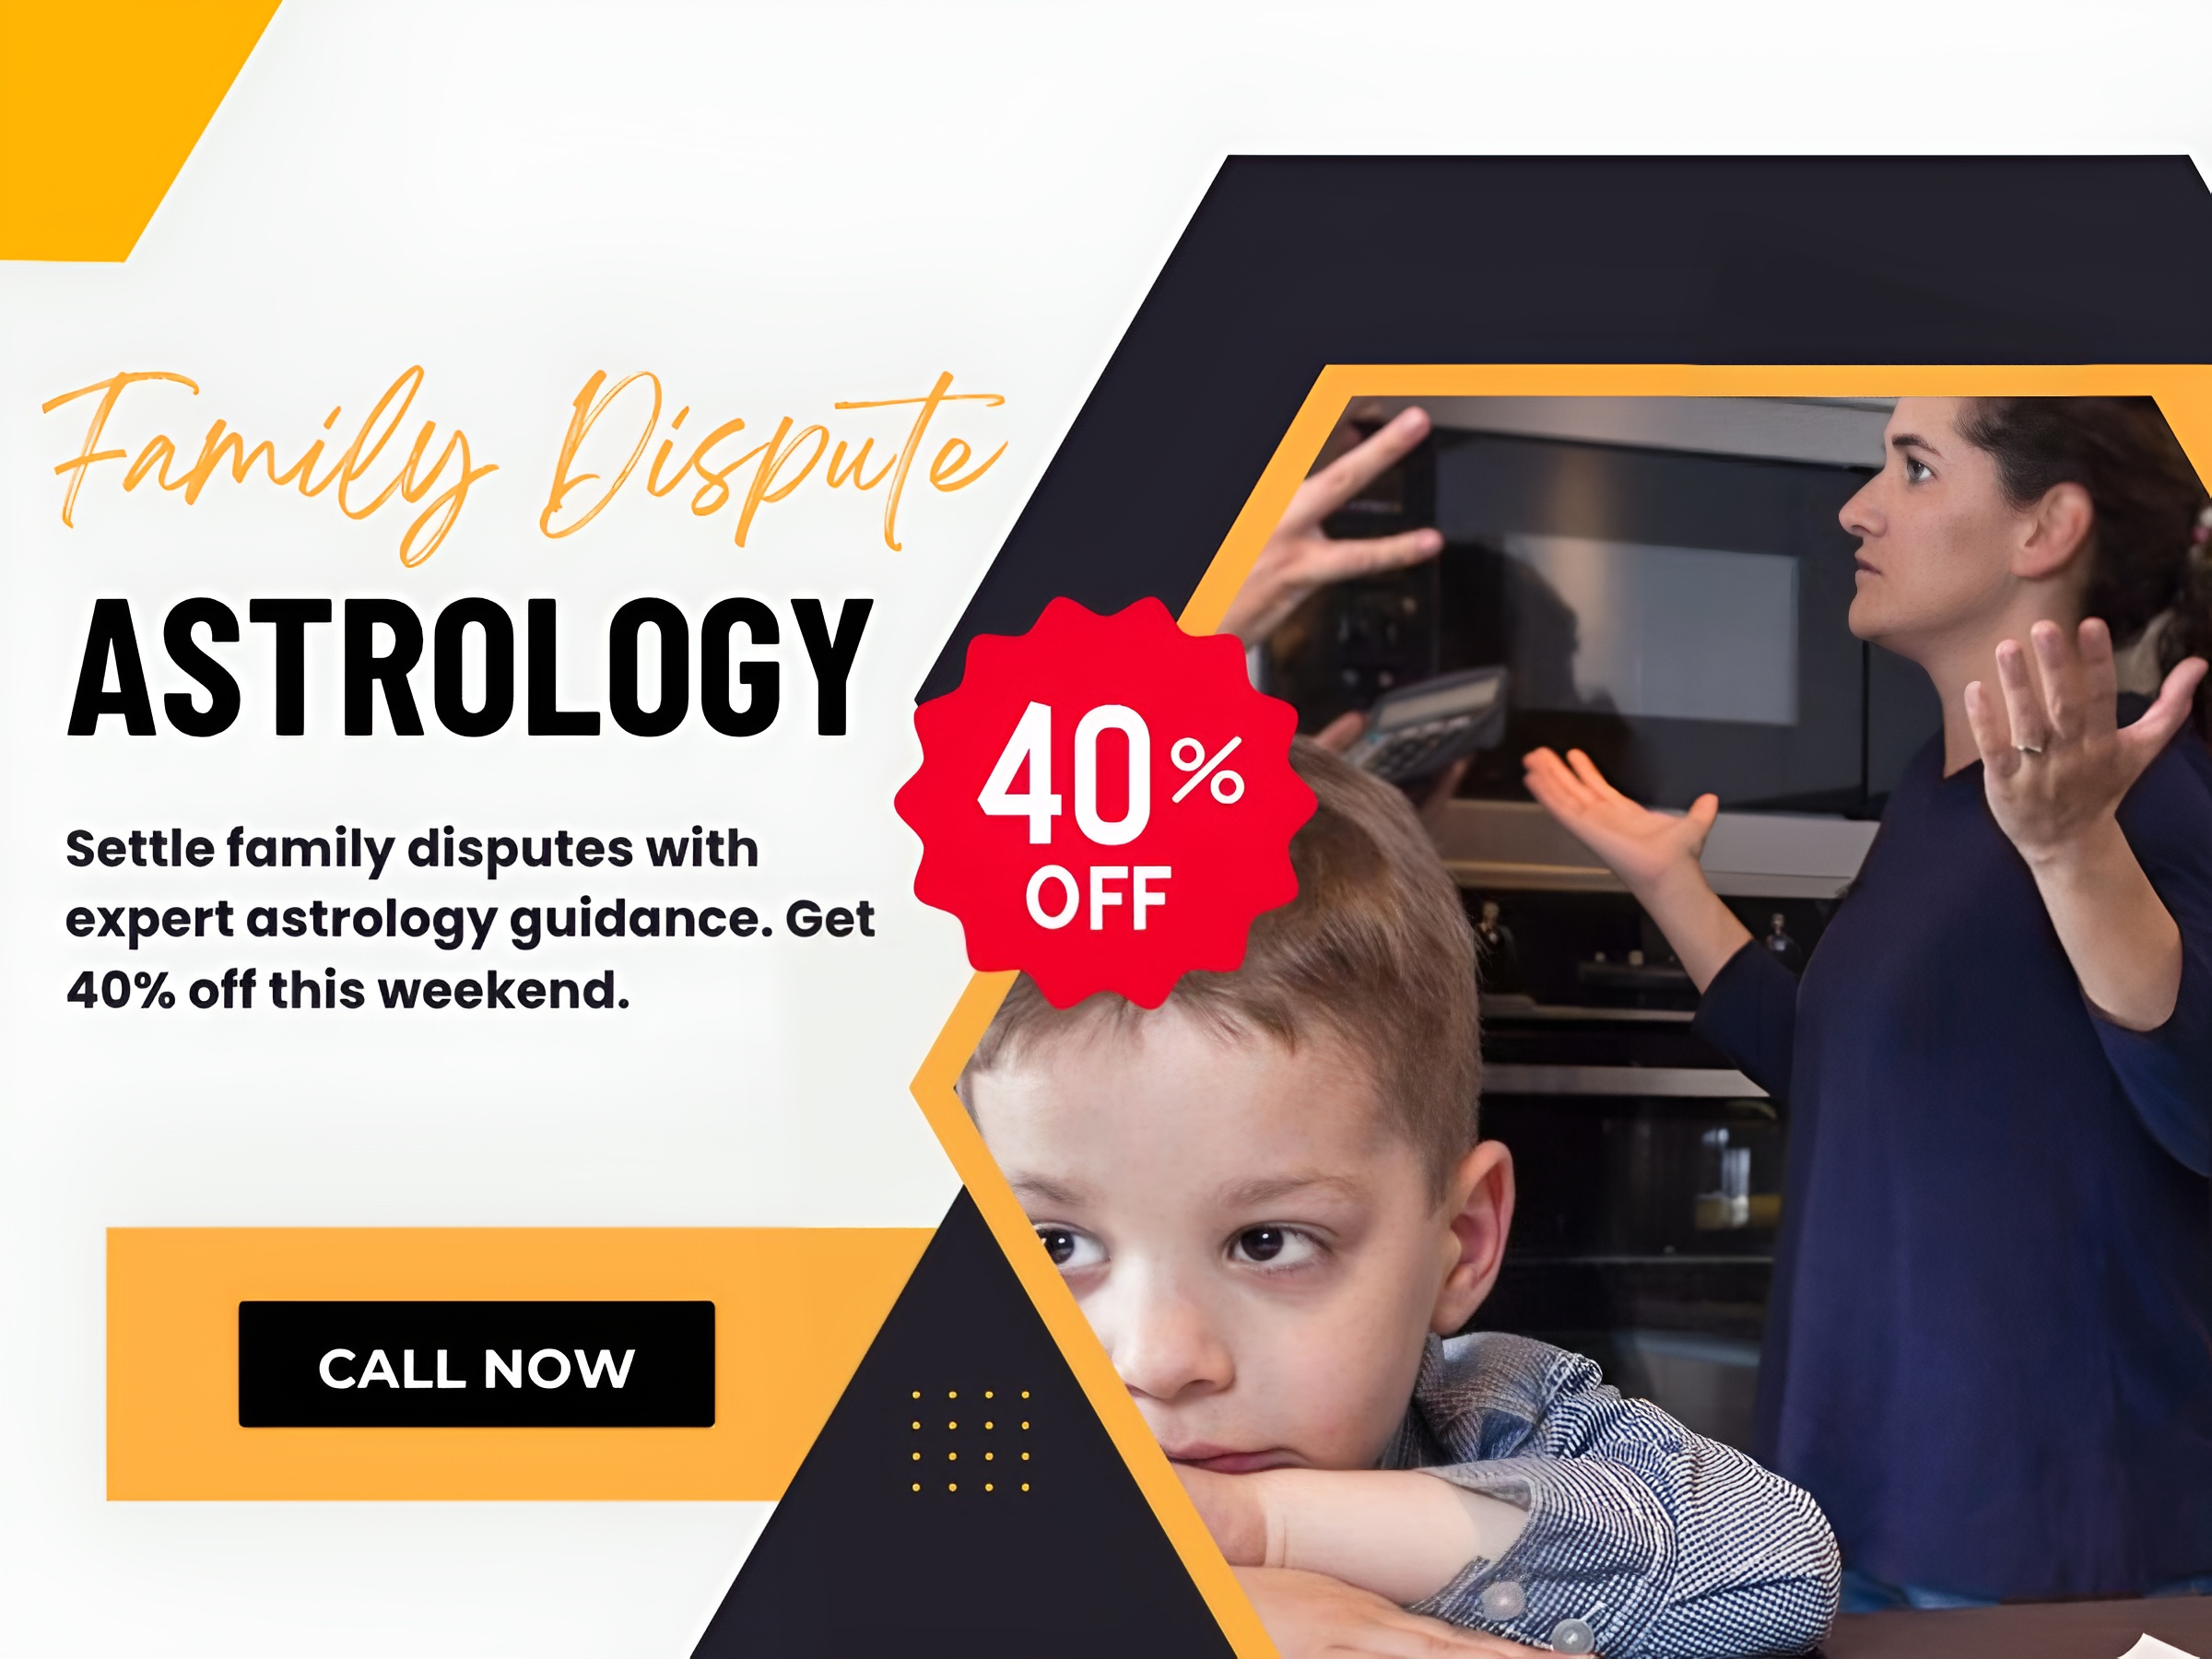 Family Dispute
ASTROLOGY
Settle family disputes with
expert astrology guidance. Get
40% off this weekend.
40%
OFF
CALL NOW